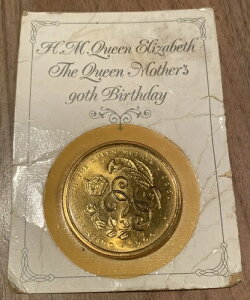 H.M. Queen Elizabeth
The Queen Mother's
90th Birthday